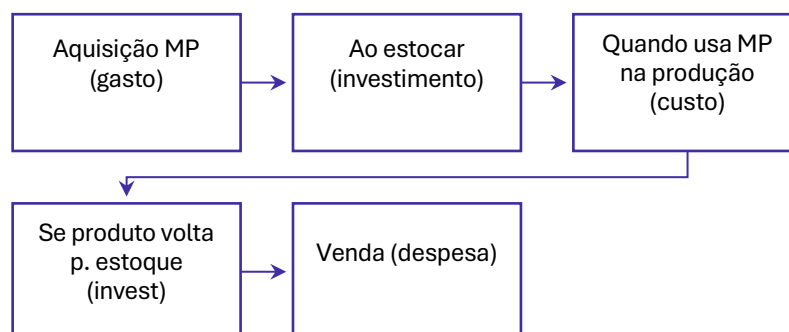 Aquisição MP
(gasto)
Ao estocar
(investimento)
Quando usa MP
na produção
(custo)
Se produto volta
p. estoque
(invest)
Venda (despesa)